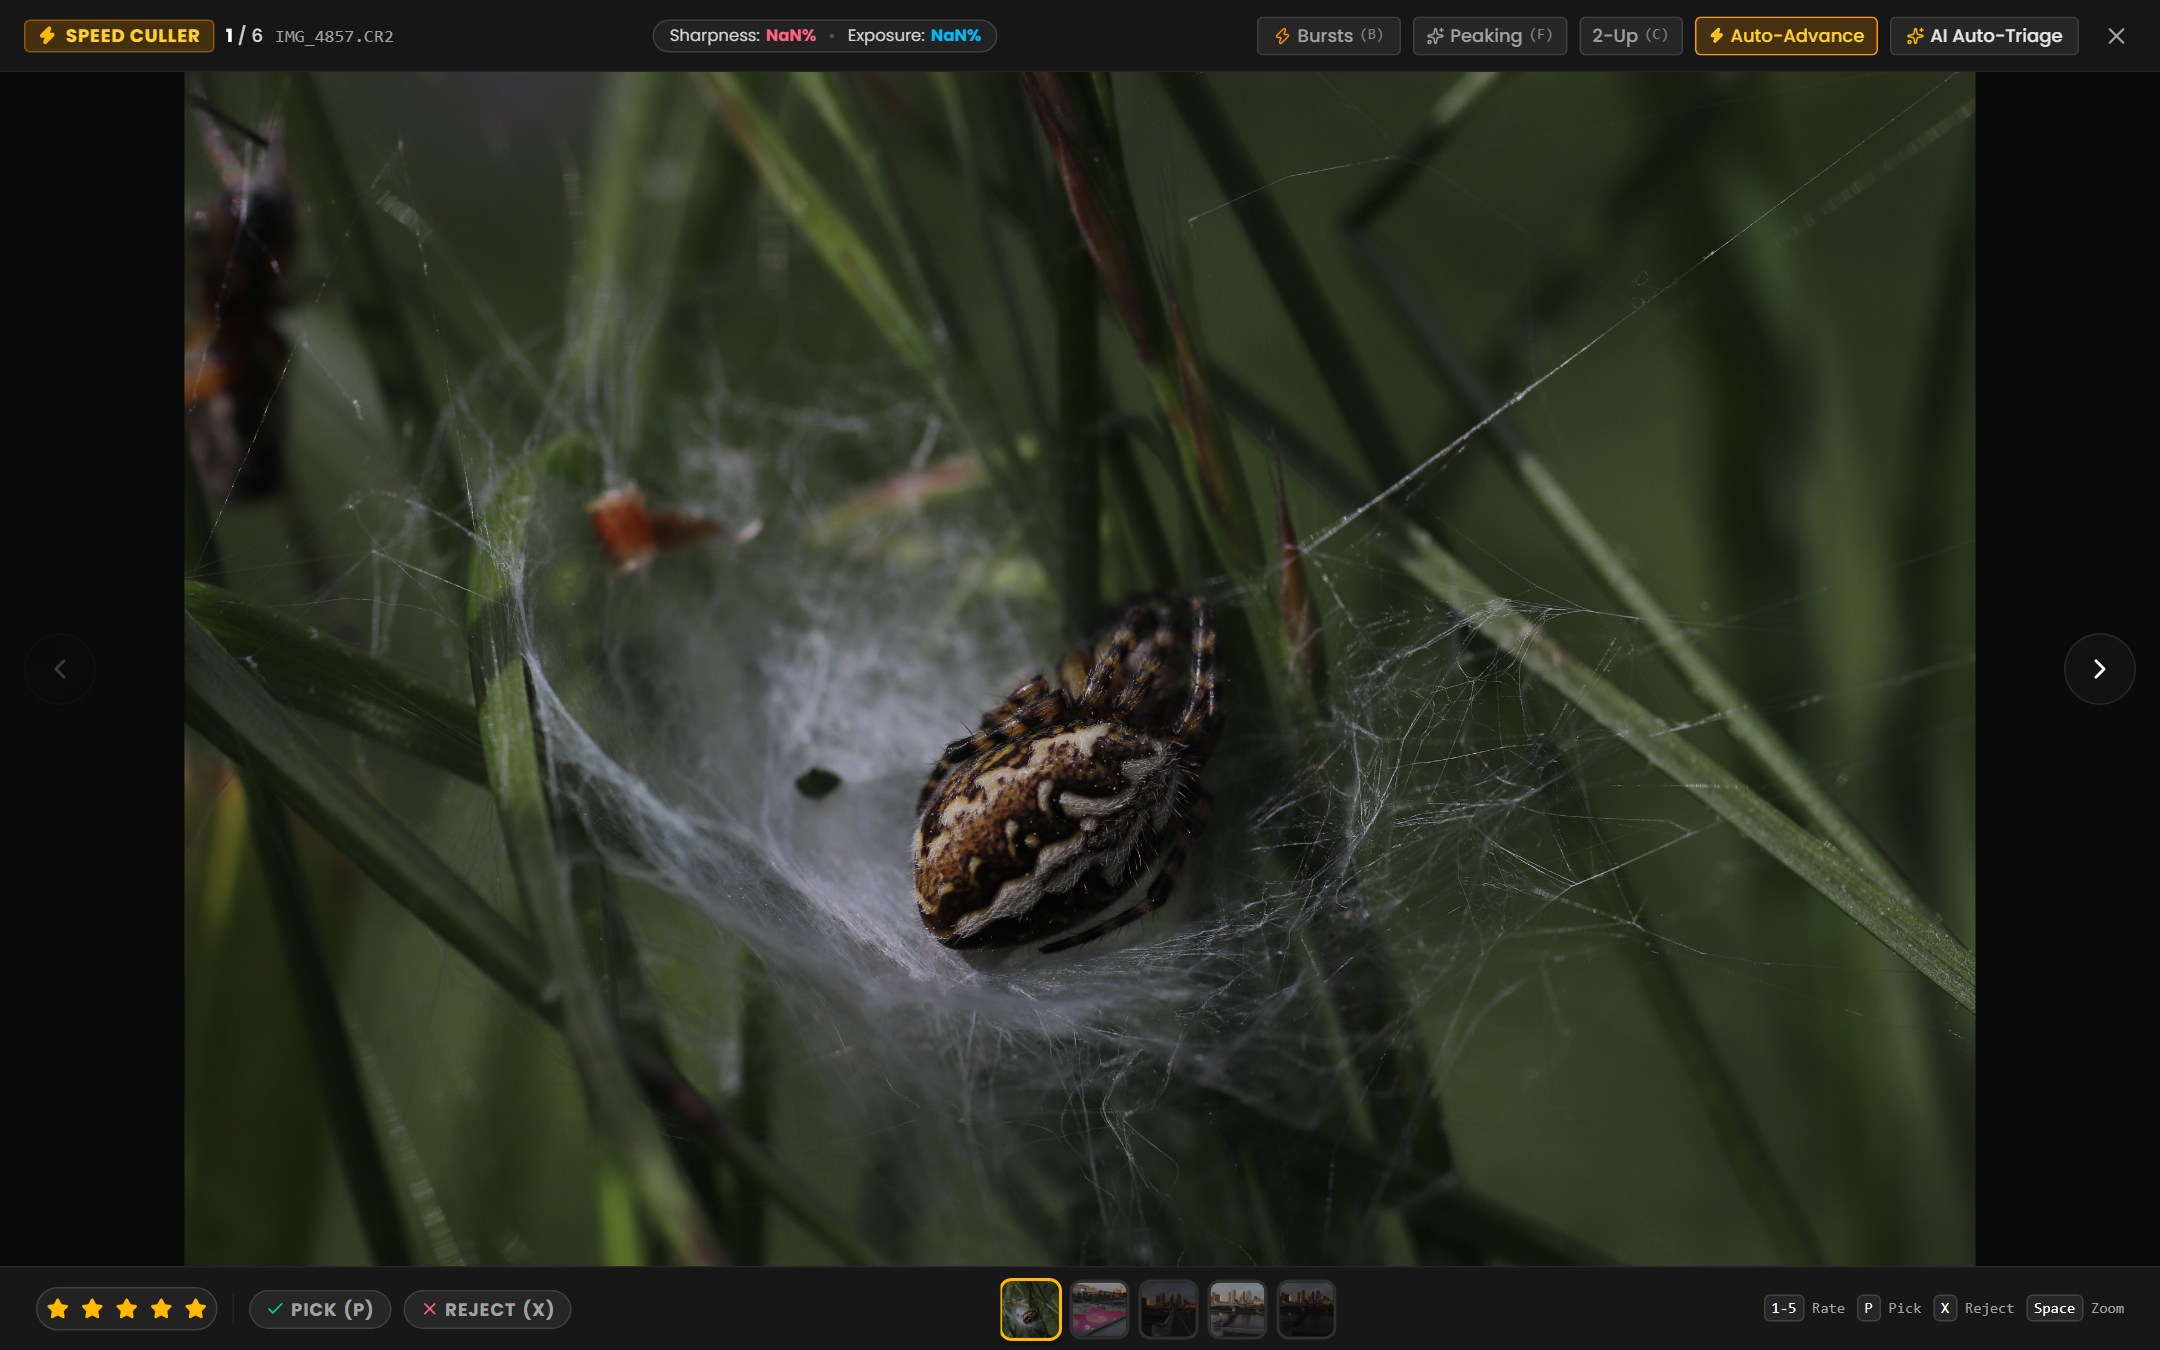 SPEED CULLER 1 / 6 IMG_4857.CR2
Sharpness: NaN% • Exposure: NaN%
Bursts (B) Peaking (F) 2-Up (C) Auto-Advance AI Auto-Triage
PICK (P) REJECT (X)
1-5 Rate P Pick X Reject Space Zoom